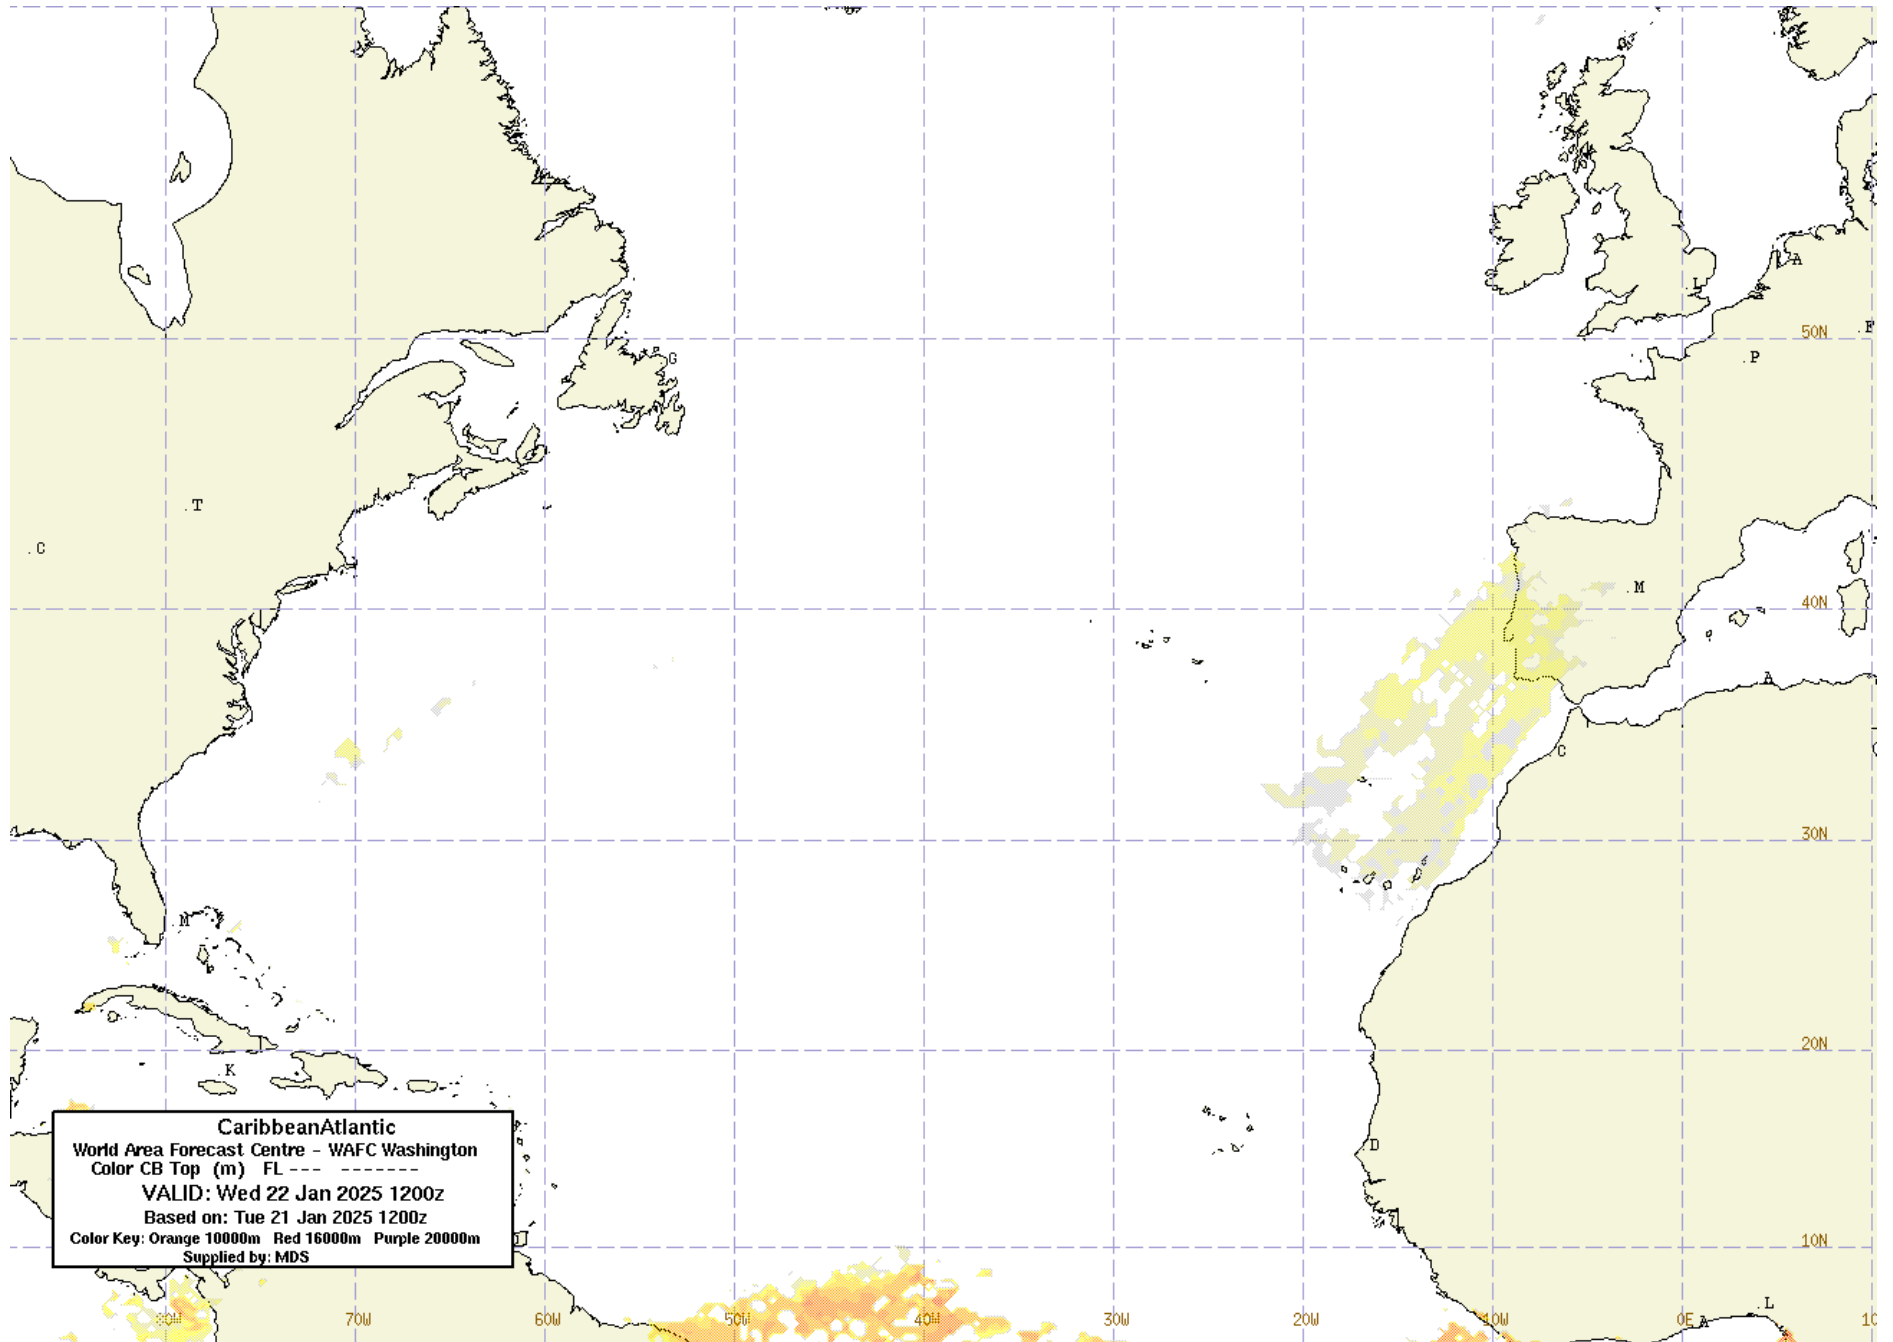 L
A
50N
F
G
P
T
C
M
40N
A
C
30N
M
20N
K
CaribbeanAtlantic
World Area Forecast Centre - WAFC Washington
Color CB Top (m) FL --- -------
VALID: Wed 22 Jan 2025 1200z
Based on: Tue 21 Jan 2025 1200z
Color Key: Orange 10000m Red 16000m Purple 20000m
Supplied by: MDS
D
10N
L
80W 70W 60W 50W 40W 30W 20W 10W 0E A